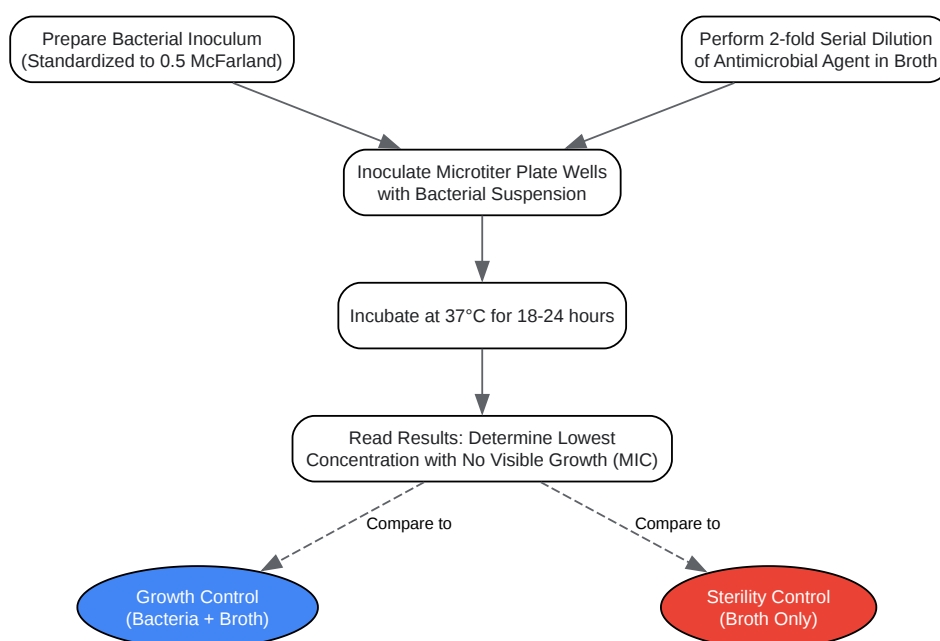 Prepare Bacterial Inoculum
(Standardized to 0.5 McFarland)
Perform 2-fold Serial Dilution
of Antimicrobial Agent in Broth
Inoculate Microtiter Plate Wells
with Bacterial Suspension
Incubate at 37°C for 18-24 hours
Read Results: Determine Lowest
Concentration with No Visible Growth (MIC)
Compare to
Compare to
Growth Control
(Bacteria + Broth)
Sterility Control
(Broth Only)